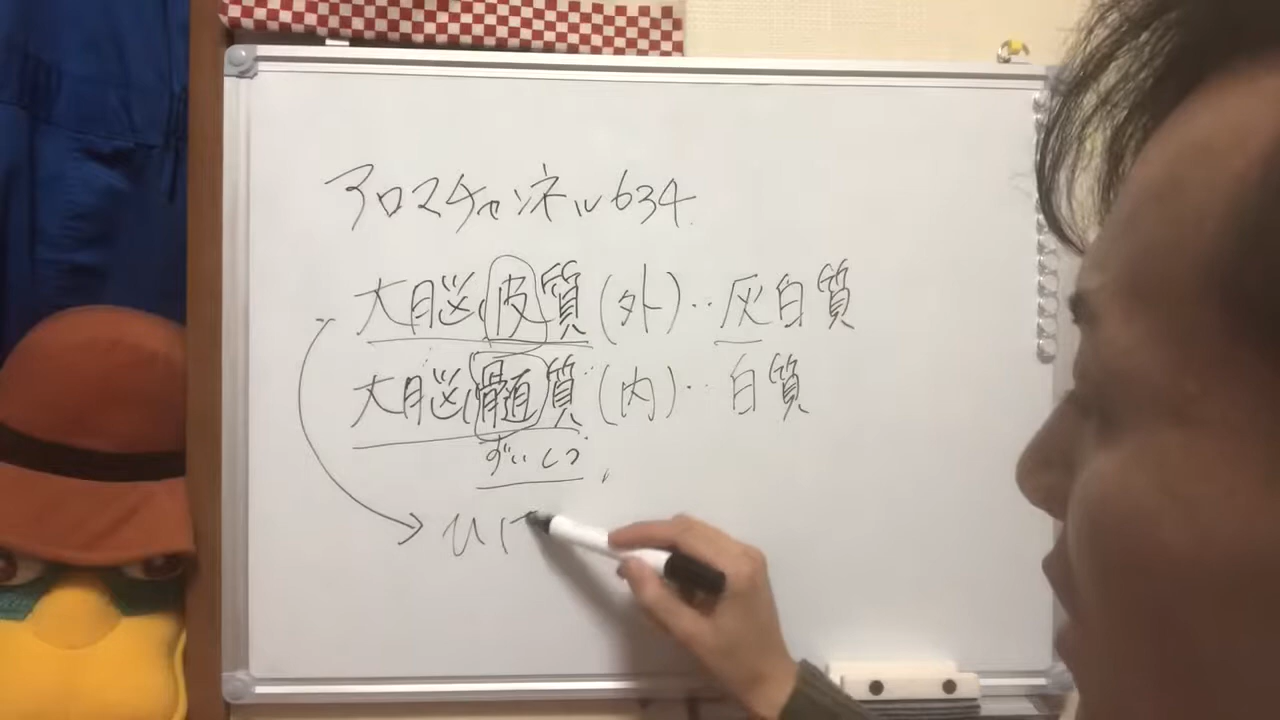 アロマチャンネル634
大脳皮質(外)‥灰白質
大脳髄質(内)‥白質
ずいしつ
→ ひ